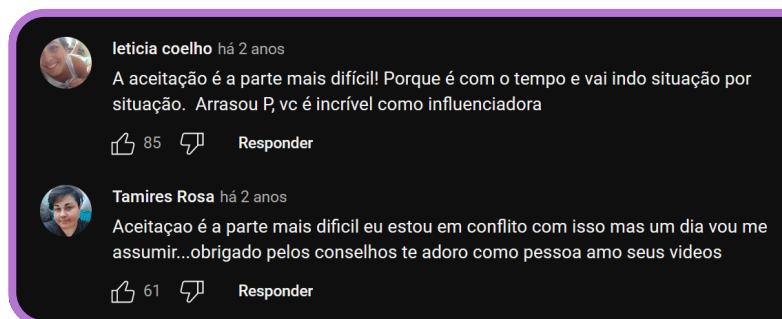 leticia coelho há 2 anos
A aceitação é a parte mais difícil! Porque é com o tempo e vai indo situação por
situação.  Arrasou P, vc é incrível como influenciadora
85 Responder
Tamires Rosa há 2 anos
Aceitaçao é a parte mais dificil eu estou em conflito com isso mas um dia vou me
assumir...obrigado pelos conselhos te adoro como pessoa amo seus videos
61 Responder